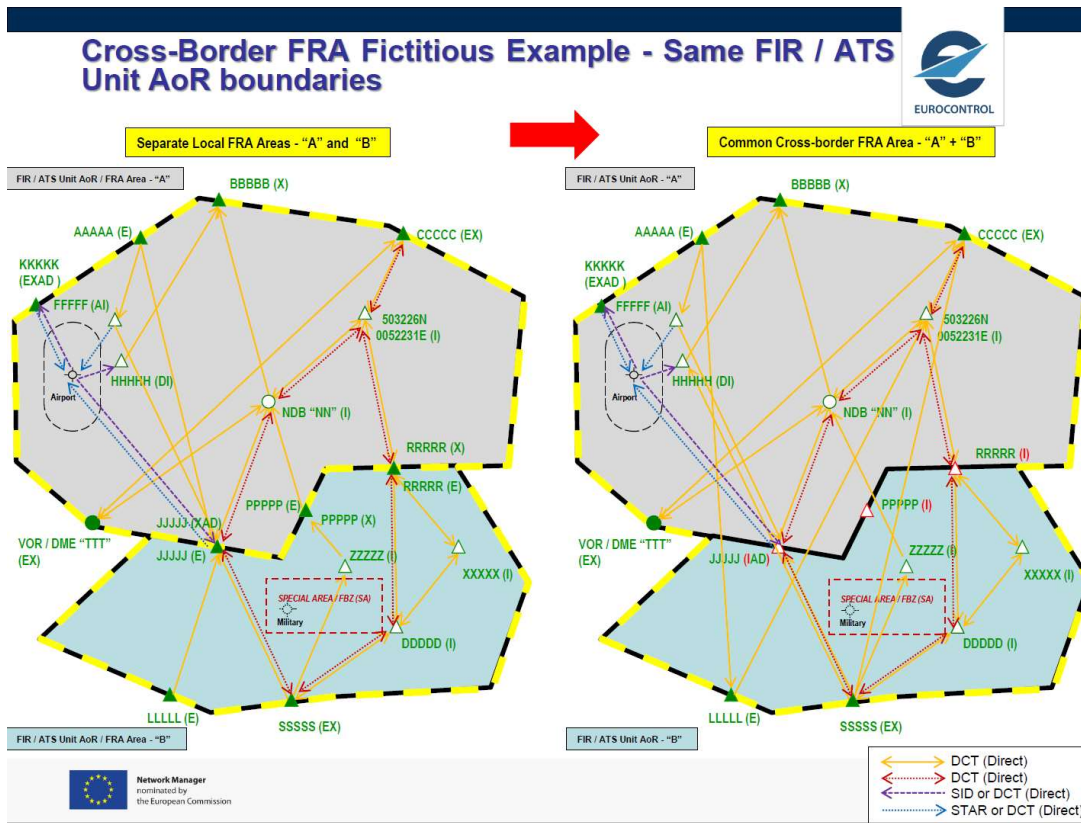 Cross-Border FRA Fictitious Example - Same FIR / ATS
Unit AoR boundaries
EUROCONTROL
Separate Local FRA Areas - “A” and “B”
Common Cross-border FRA Area - “A” + “B”
FIR / ATS Unit AoR / FRA Area - “A”
BBBBB (X)
AAAAA (E)
CCCCC (EX)
KKKKK
(EXAD )
FFFFF (AI)
503226N
0052231E (I)
HHHHH (DI)
Airport
NDB “NN” (I)
RRRRR (X)
RRRRR (E)
PPPPP (E)
PPPPP (X)
JJJJJ (XAD)
JJJJJ (E)
VOR / DME “TTT”
(EX)
ZZZZZ (I)
XXXXX (I)
SPECIAL AREA / FBZ (SA)
Military
DDDDD (I)
LLLLL (E)
SSSSS (EX)
FIR / ATS Unit AoR / FRA Area - “B”
FIR / ATS Unit AoR - “A”
BBBBB (X)
AAAAA (E)
CCCCC (EX)
KKKKK
(EXAD )
FFFFF (AI)
503226N
0052231E (I)
HHHHH (DI)
Airport
NDB “NN” (I)
RRRRR (I)
PPPPP (I)
VOR / DME “TTT”
(EX)
JJJJJ (IAD)
ZZZZZ (I)
XXXXX (I)
SPECIAL AREA / FBZ (SA)
Military
DDDDD (I)
LLLLL (E)
SSSSS (EX)
FIR / ATS Unit AoR - “B”
DCT (Direct)
DCT (Direct)
SID or DCT (Direct)
STAR or DCT (Direct)
Network Manager
nominated by
the European Commission